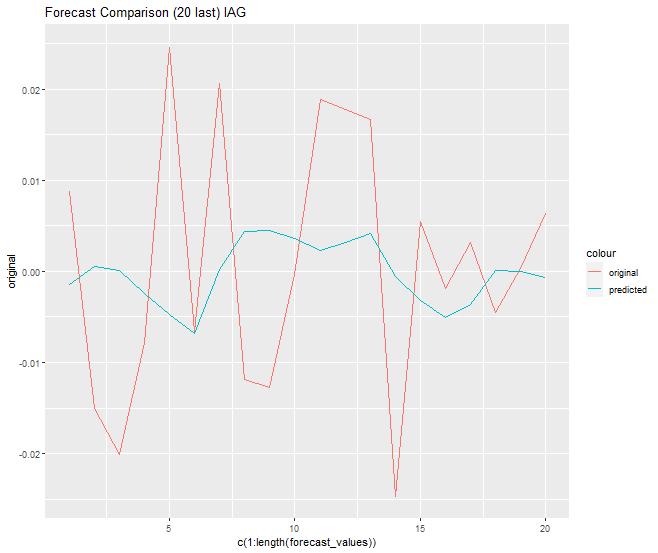 Forecast Comparison (20 last) IAG
0.02
0.01
0.00
-0.01
-0.02
original
5
10
15
20
c(1:length(forecast_values))
colour
original
predicted